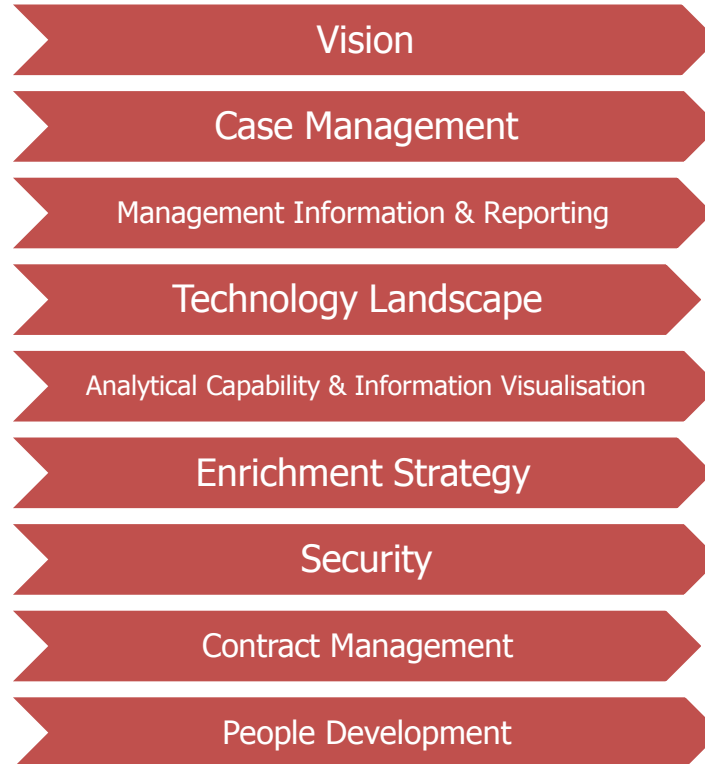 Vision
Case Management
Management Information & Reporting
Technology Landscape
Analytical Capability & Information Visualisation
Enrichment Strategy
Security
Contract Management
People Development